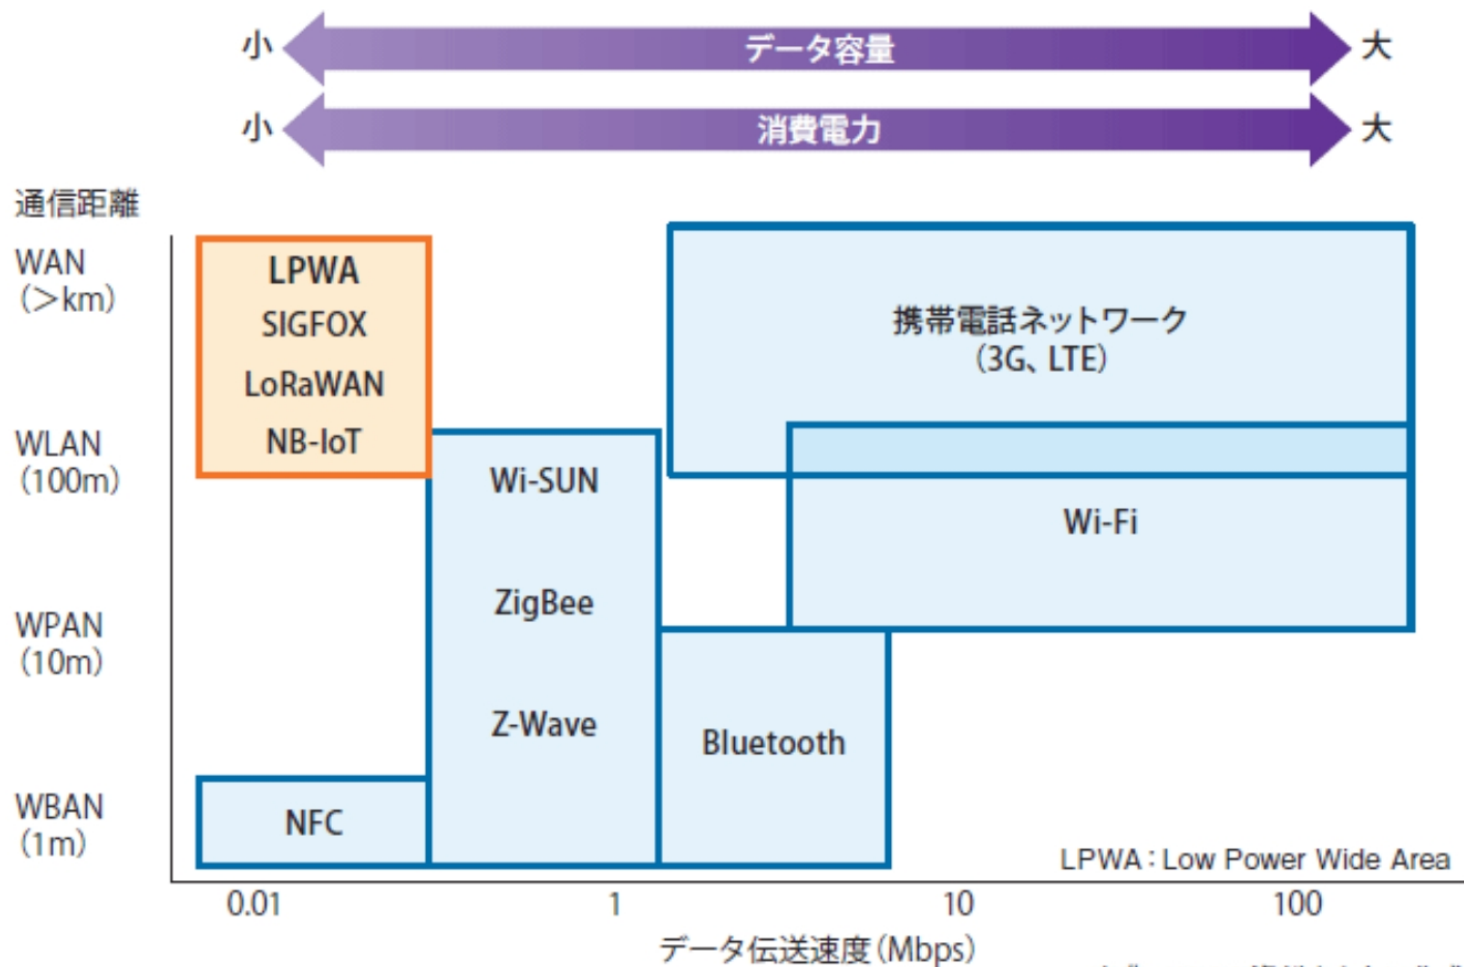 小 データ容量 大
小 消費電力 大
通信距離
WAN
(＞km)
LPWA
SIGFOX
LoRaWAN
NB-IoT
携帯電話ネットワーク
(3G、LTE)
WLAN
(100m)
Wi-SUN
Wi-Fi
ZigBee
WPAN
(10m)
Z-Wave
Bluetooth
WBAN
(1m)
NFC
LPWA：Low Power Wide Area
0.01 1 10 100
データ伝送速度(Mbps)